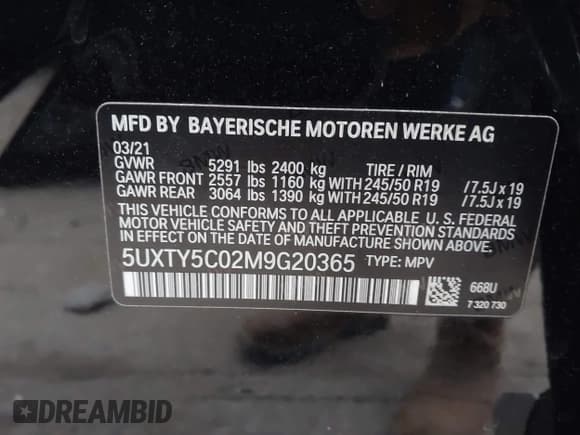 MFD BY BAYERISCHE MOTOREN WERKE AG
03/21
GVWR 5291 lbs 2400 kg TIRE / RIM
GAWR FRONT 2557 lbs 1160 kg WITH 245/50 R19 /7.5J x 19
GAWR REAR 3064 lbs 1390 kg WITH 245/50 R19 /7.5J x 19
THIS VEHICLE CONFORMS TO ALL APPLICABLE U. S. FEDERAL
MOTOR VEHICLE SAFETY AND THEFT PREVENTION STANDARDS
IN EFFECT ON THE DATE OF MANUFACTURE SHOWN ABOVE.
5UXTY5C02M9G20365 TYPE: MPV
668U
7 320 730
DREAMBID